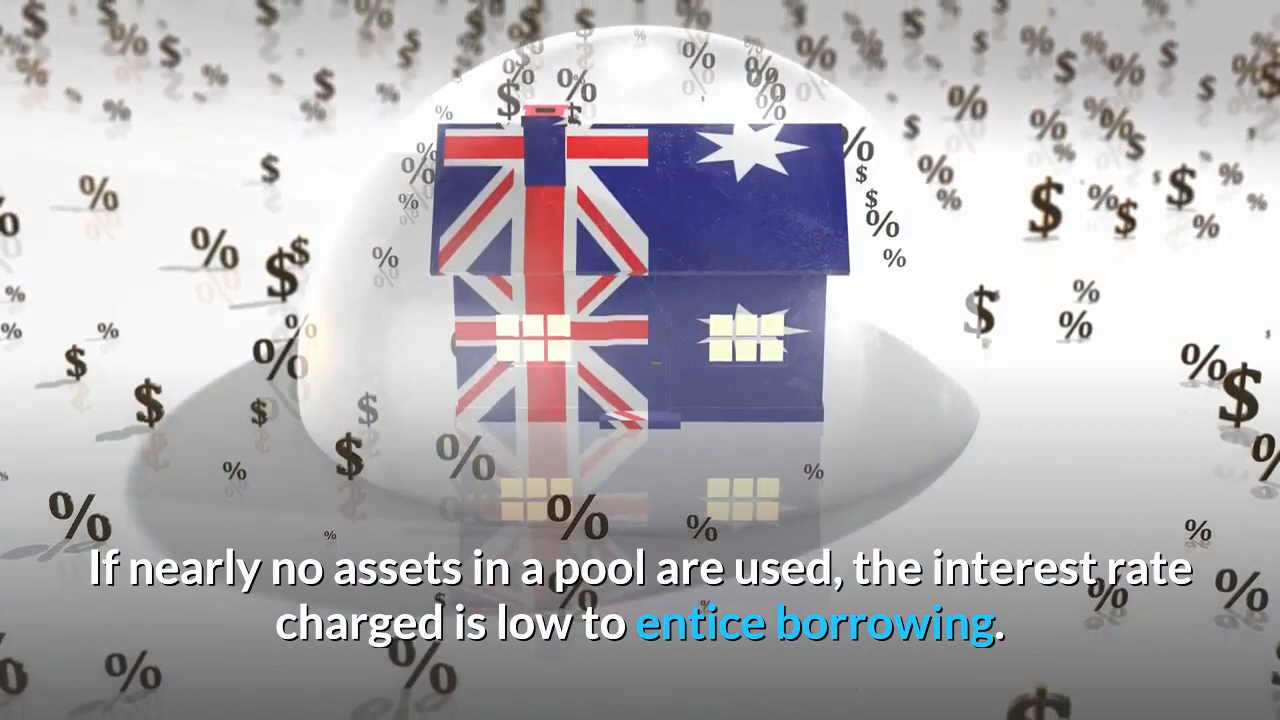 If nearly no assets in a pool are used, the interest rate
charged is low to entice borrowing.